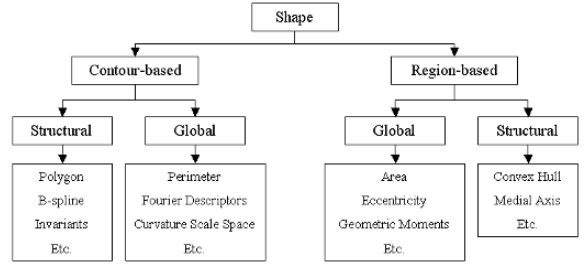 Shape
Contour-based
Region-based
Structural
Global
Global
Structural
Polygon
B-spline
Invariants
Etc.
Perimeter
Fourier Descriptors
Curvature Scale Space
Etc.
Area
Eccentricity
Geometric Moments
Etc.
Convex Hull
Medial Axis
Etc.